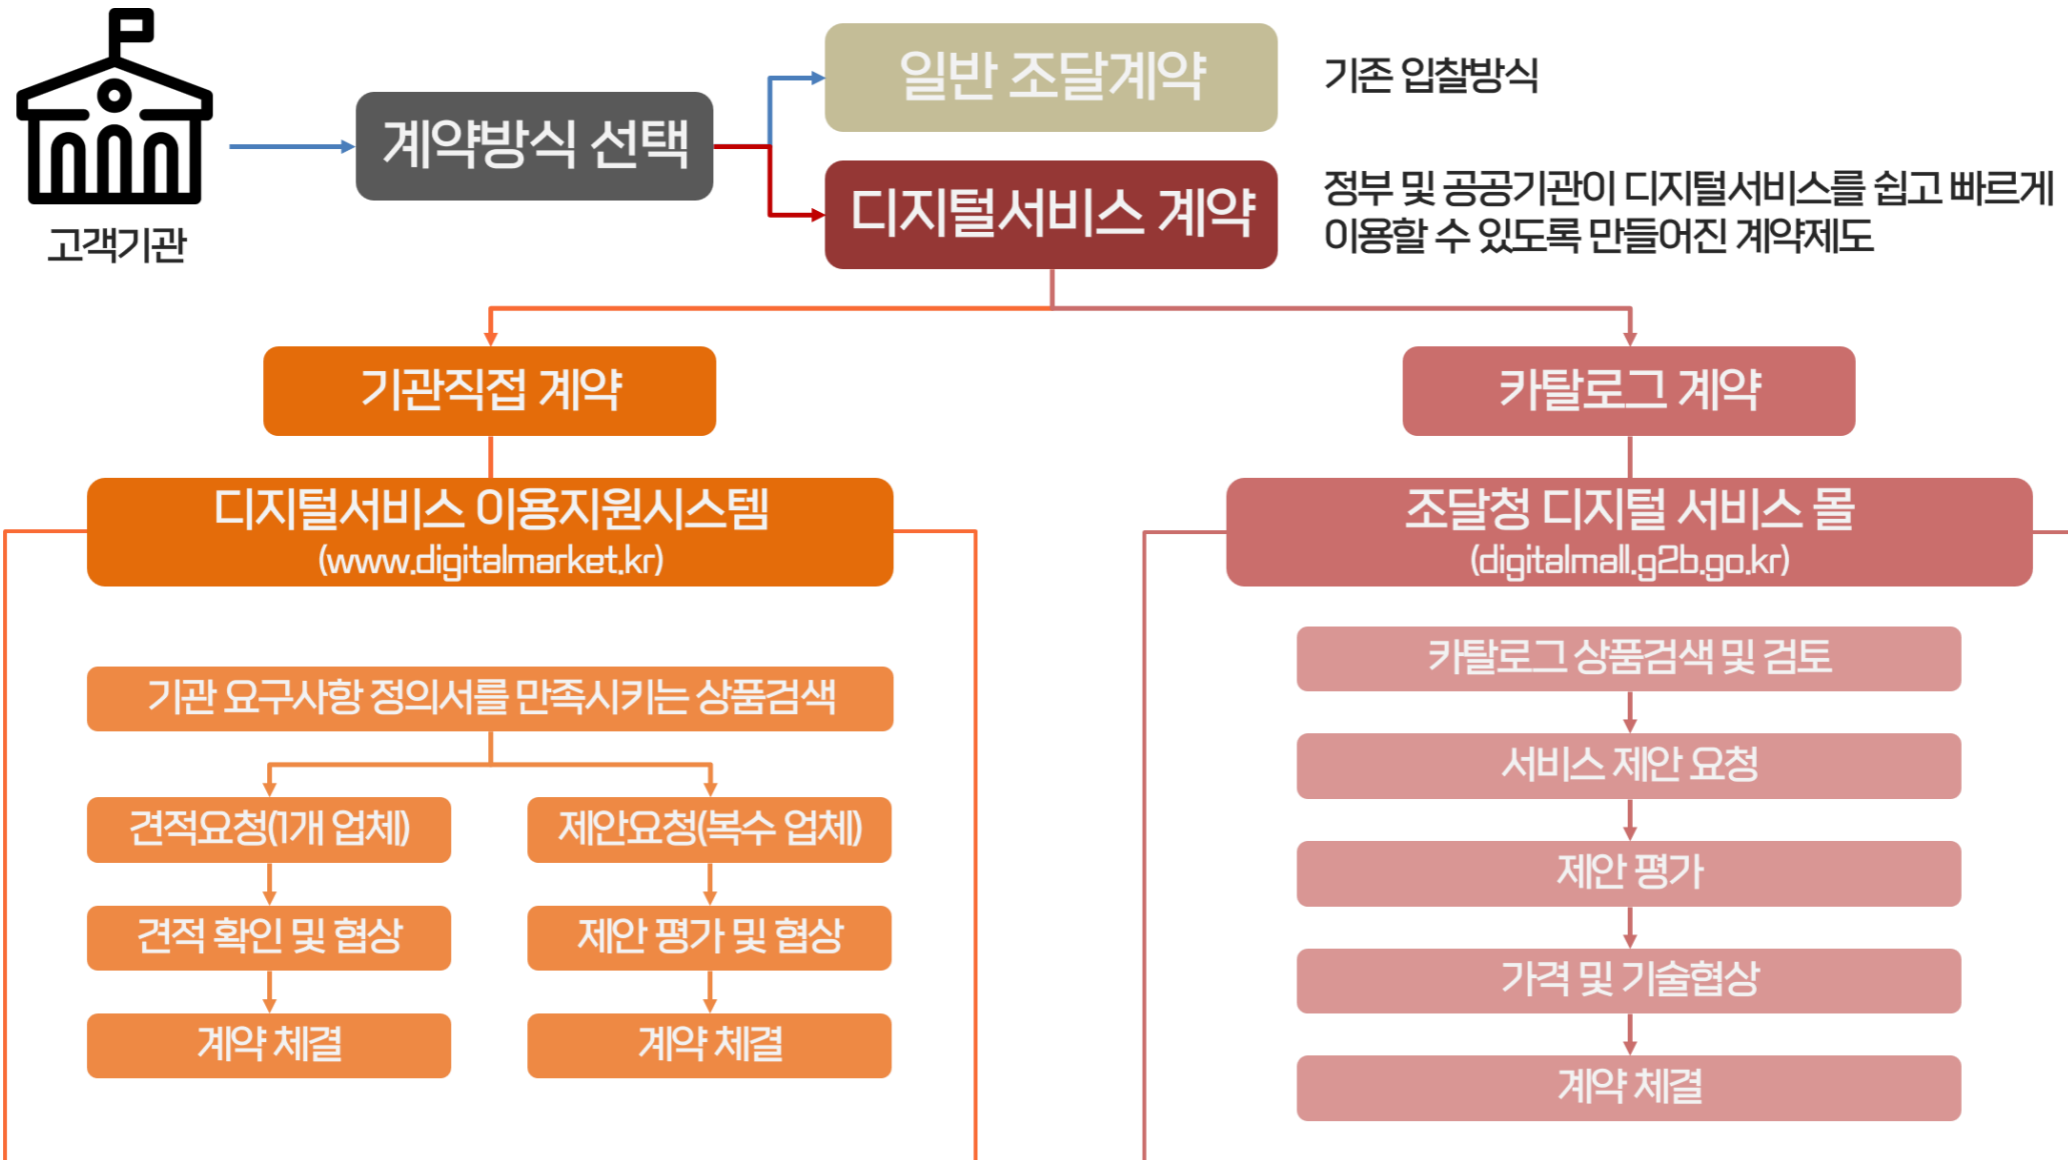 고객기관
계약방식 선택
일반 조달계약
기존 입찰방식
디지털서비스 계약
정부 및 공공기관이 디지털서비스를 쉽고 빠르게
이용할 수 있도록 만들어진 계약제도
기관직접 계약
디지털서비스 이용지원시스템
(www.digitalmarket.kr)
기관 요구사항 정의서를 만족시키는 상품검색
견적요청(1개 업체)
견적 확인 및 협상
계약 체결
제안요청(복수 업체)
제안 평가 및 협상
계약 체결
카탈로그 계약
조달청 디지털 서비스 몰
(digitalmall.g2b.go.kr)
카탈로그 상품검색 및 검토
서비스 제안 요청
제안 평가
가격 및 기술협상
계약 체결